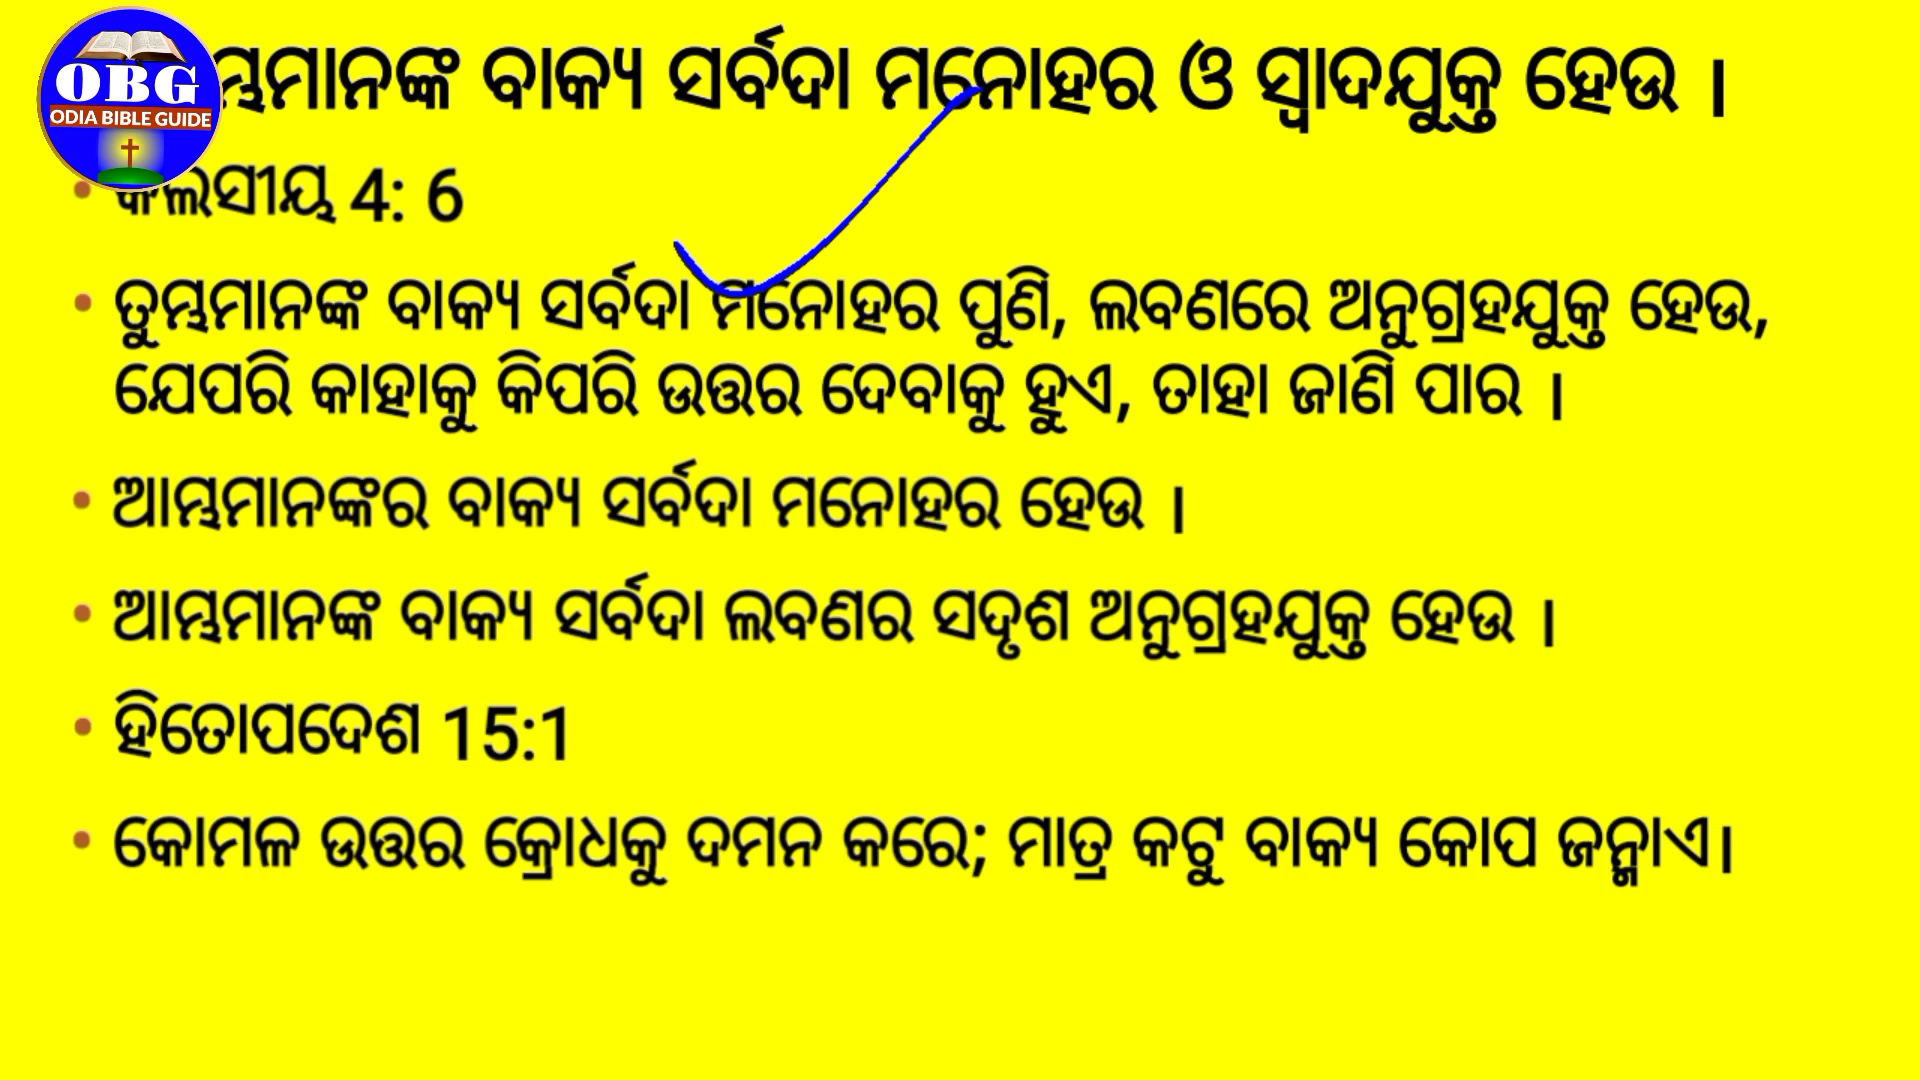 OBG
ODIA BIBLE GUIDE
ବାକ୍ୟ ସର୍ବଦା ମନୋହର ଓ ସ୍ୱାଦଯୁକ୍ତ ହେଉ ।
• କଲସୀୟ 4: 6
• ତୁମ୍ଭମାନଙ୍କ ବାକ୍ୟ ସର୍ବଦା ମନୋହର ପୁଣି, ଲବଣରେ ଅନୁଗ୍ରହଯୁକ୍ତ ହେଉ,
ଯେପରି କାହାକୁ କିପରି ଉତ୍ତର ଦେବାକୁ ହୁଏ, ତାହା ଜାଣି ପାର ।
• ଆମ୍ଭମାନଙ୍କର ବାକ୍ୟ ସର୍ବଦା ମନୋହର ହେଉ ।
• ଆମ୍ଭମାନଙ୍କ ବାକ୍ୟ ସର୍ବଦା ଲବଣର ସଦୃଶ ଅନୁଗ୍ରହଯୁକ୍ତ ହେଉ ।
• ହିତୋପଦେଶ 15:1
• କୋମଳ ଉତ୍ତର କ୍ରୋଧକୁ ଦମନ କରେ; ମାତ୍ର କଟୁ ବାକ୍ୟ କୋପ ଜନ୍ମାଏ।